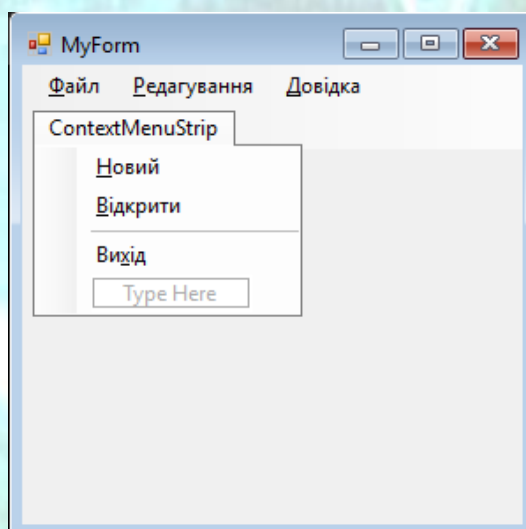 MyForm
Файл Редагування Довідка
ContextMenuStrip
Новий
Відкрити
Вихід
Type Here